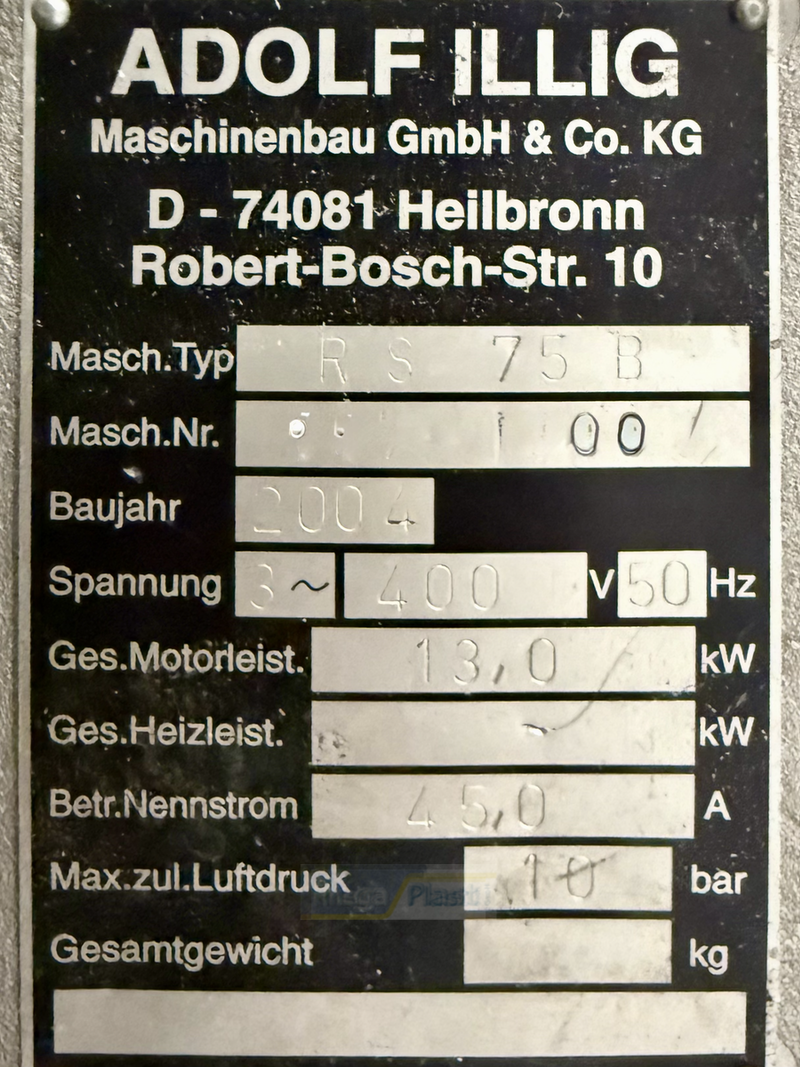 ADOLF ILLIG
Maschinenbau GmbH & Co. KG
D - 74081 Heilbronn
Robert-Bosch-Str. 10
Masch.Typ RS 75B
Masch.Nr.
Baujahr 2004
Spannung 3~ 400 V 50 Hz
Ges.Motorleist. 13,0 kW
Ges.Heizleist. kW
Betr.Nennstrom 45,0 A
Max.zul.Luftdruck 10 bar
Gesamtgewicht kg